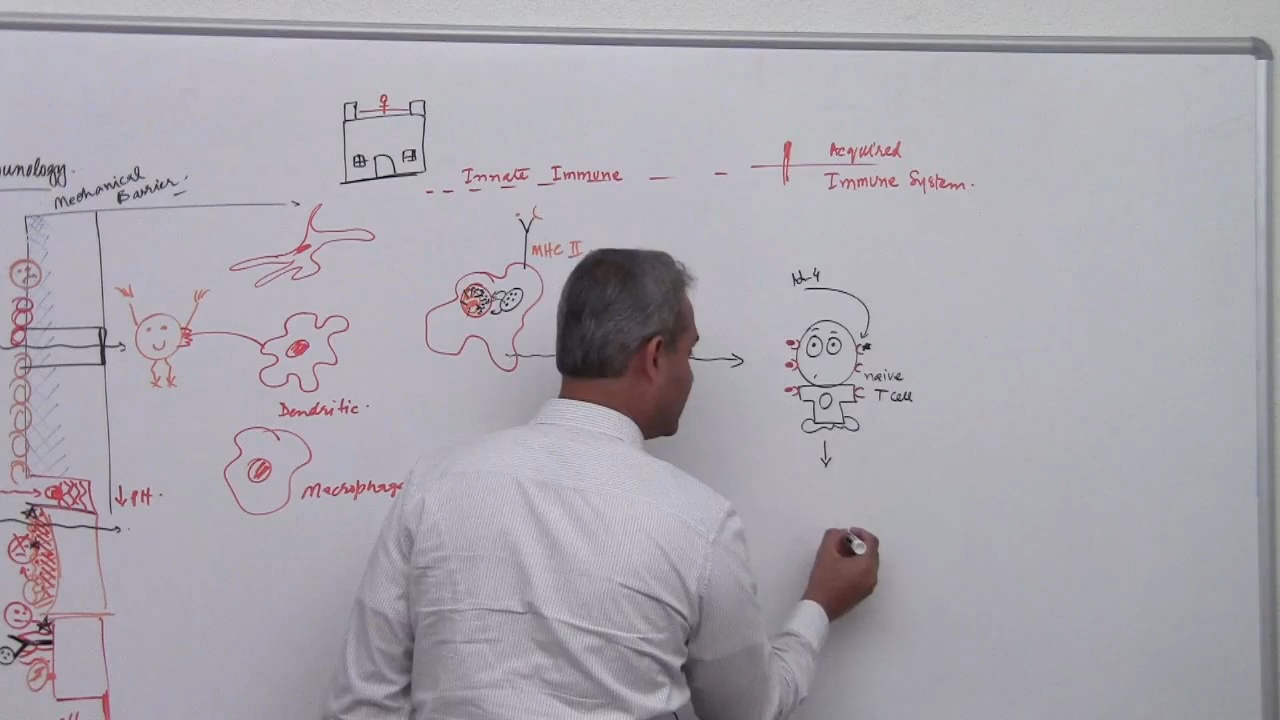 unology.
Mechanical
Barrier.
Innate Immune
Acquired
Immune System.
MHC II
IL-4
naive
T cell
Dendritic.
Macrophage
↓ PH.